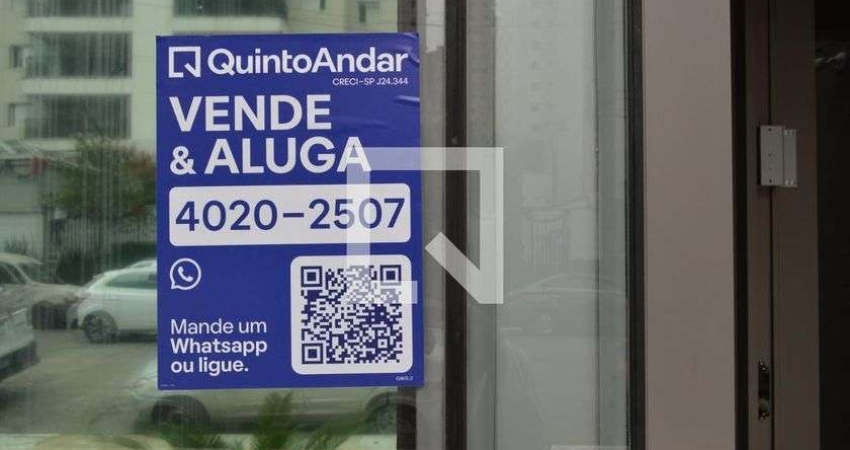 QuintoAndar
CRECI-SP J24.344
VENDE
& ALUGA
4020-2507
Mande um
Whatsapp
ou ligue.